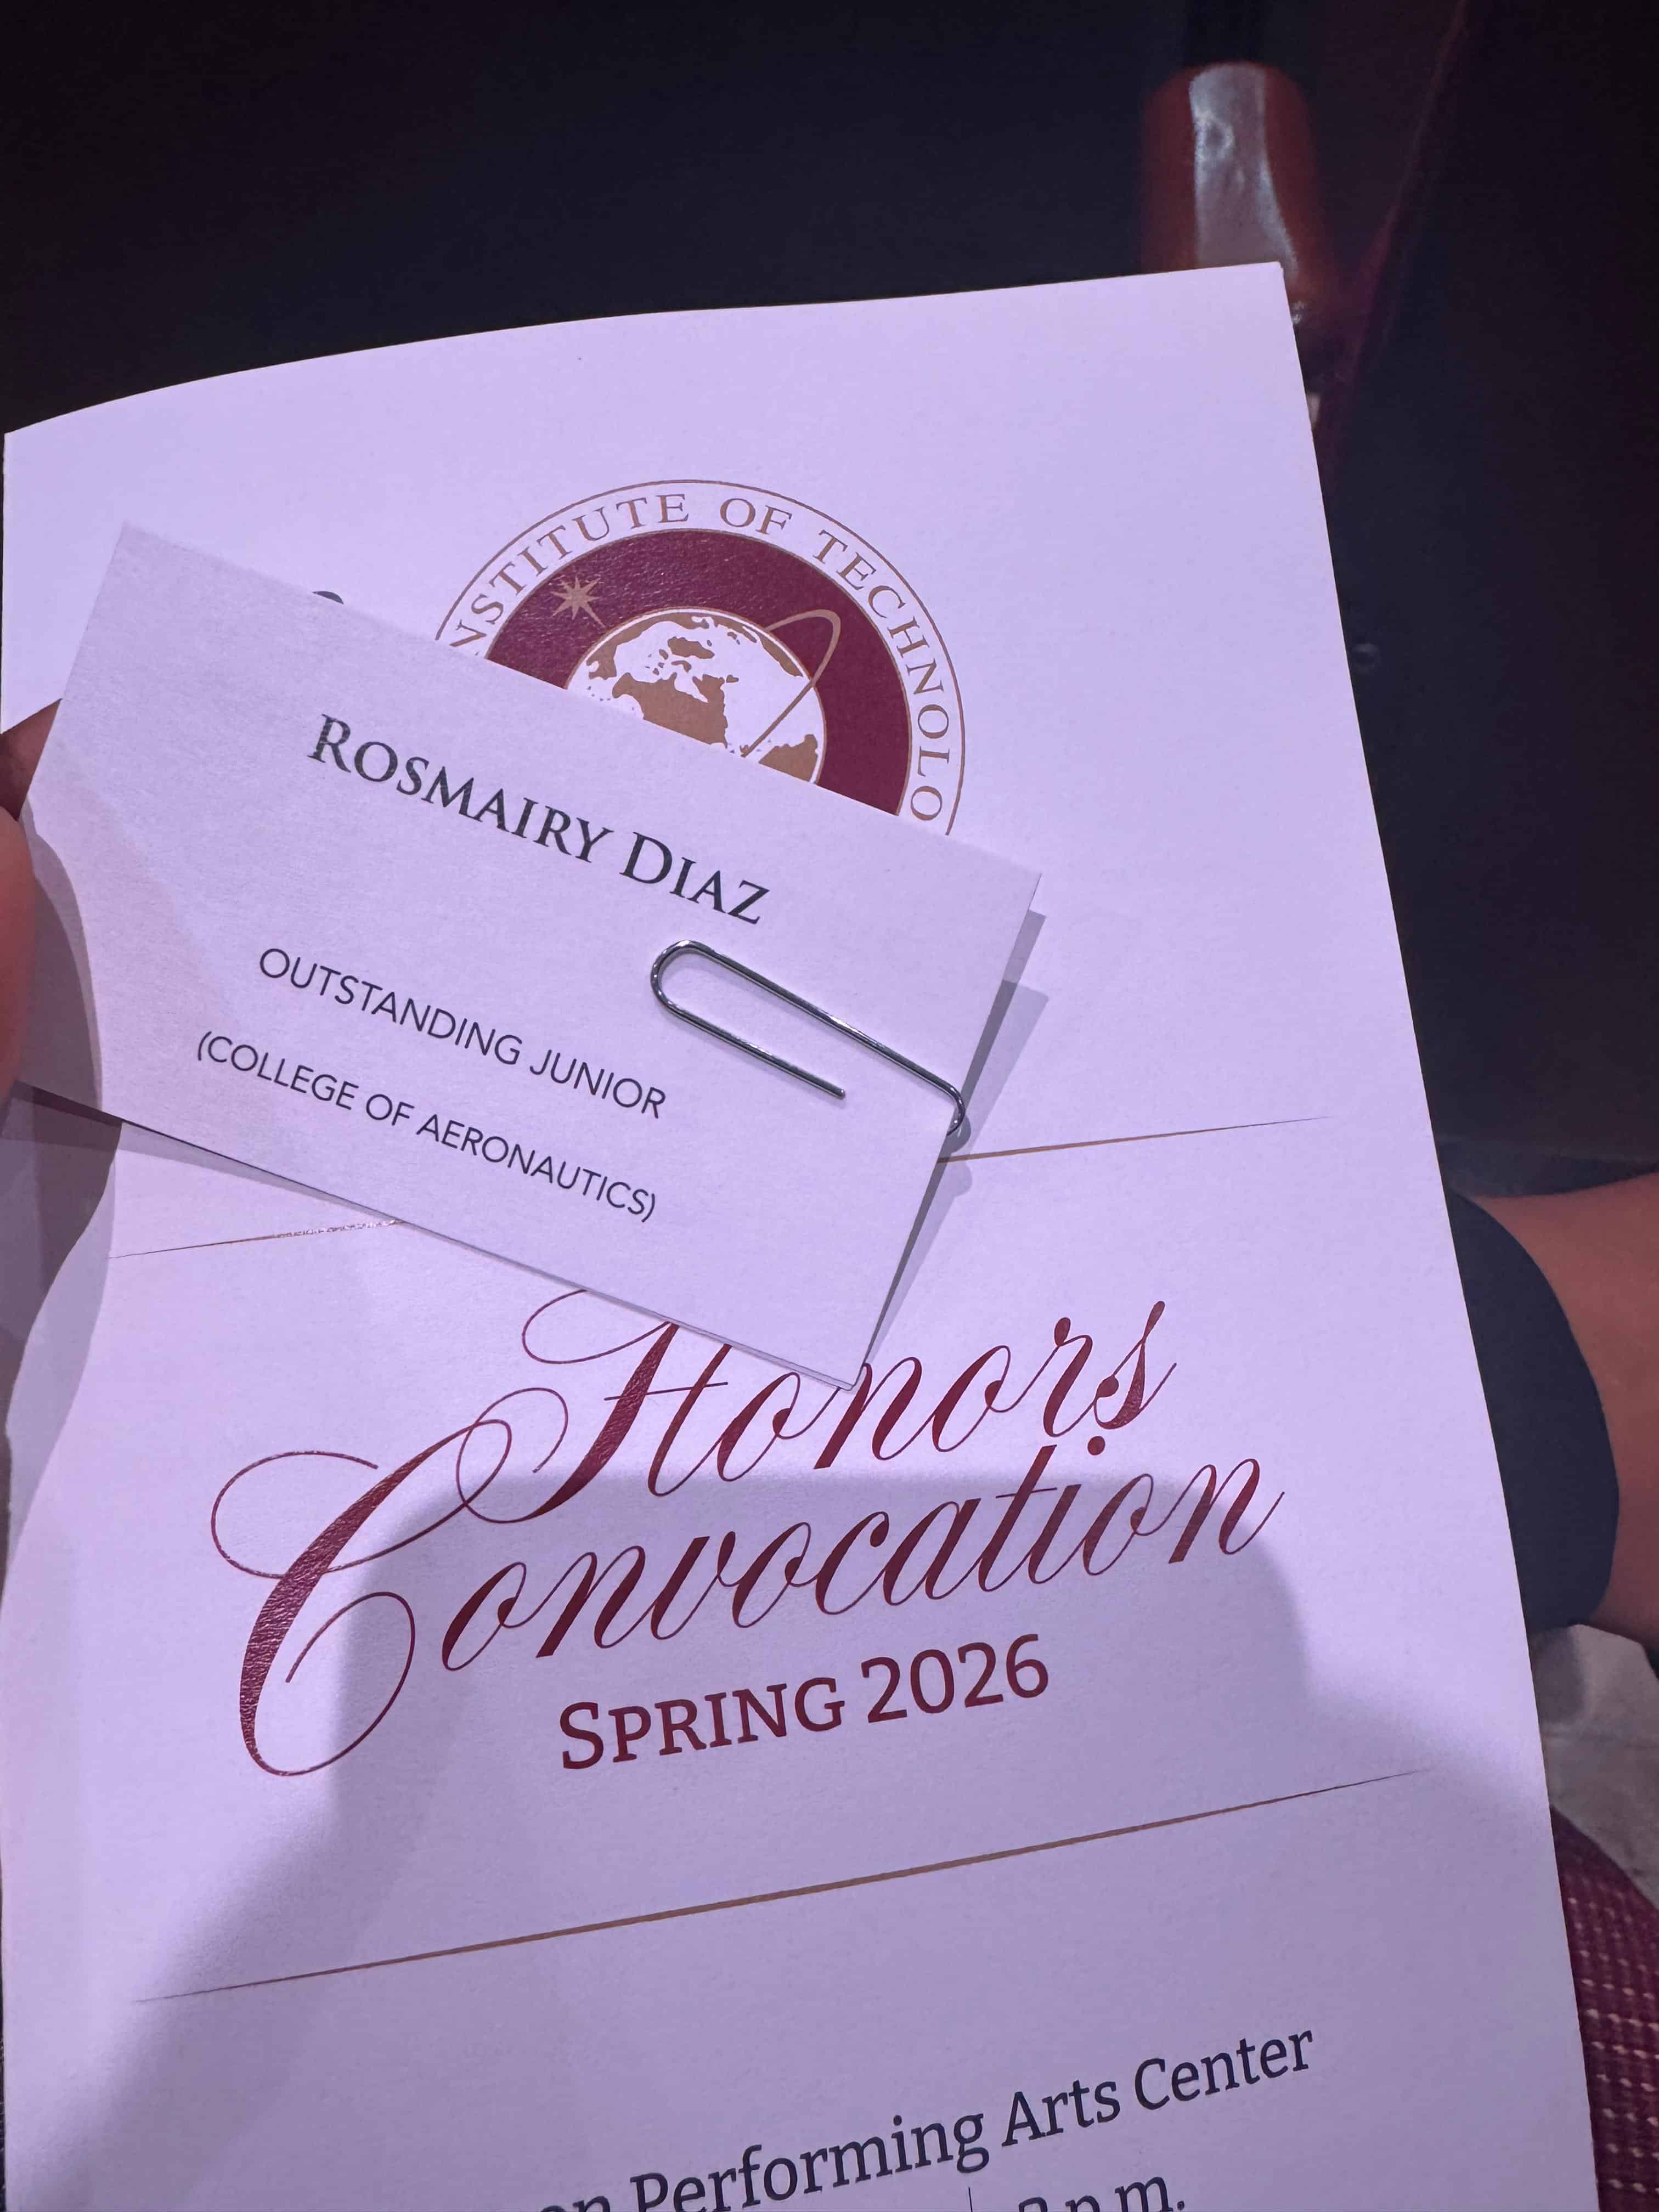 INSTITUTE OF TECHNOLO
ROSMAIRY DIAZ
OUTSTANDING JUNIOR
(COLLEGE OF AERONAUTICS)
Honors
Convocation
SPRING 2026
Performing Arts Center
p.m.